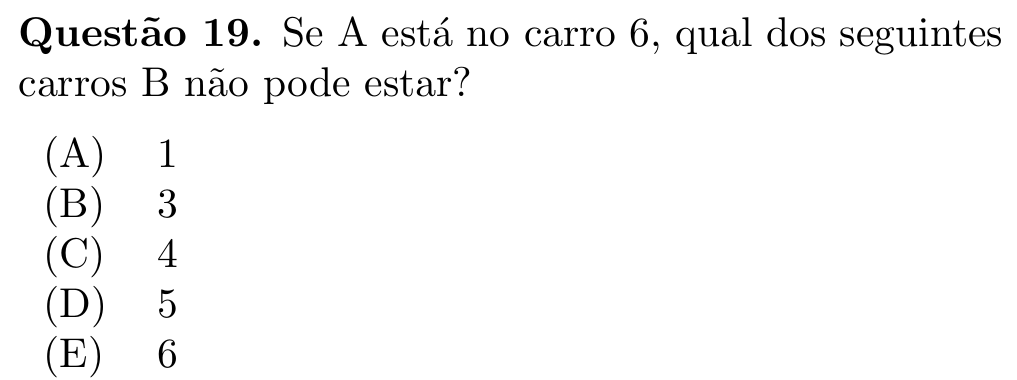 Questão 19. Se A está no carro 6, qual dos seguintes
carros B não pode estar?
(A) 1
(B) 3
(C) 4
(D) 5
(E) 6